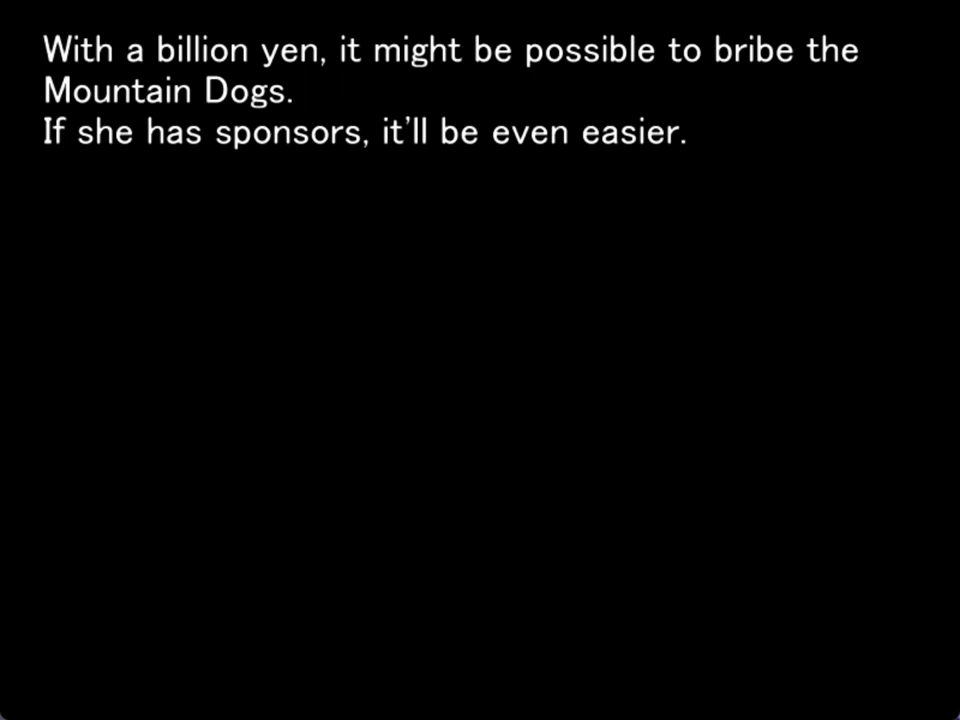 With a billion yen, it might be possible to bribe the
Mountain Dogs.
If she has sponsors, it’ll be even easier.